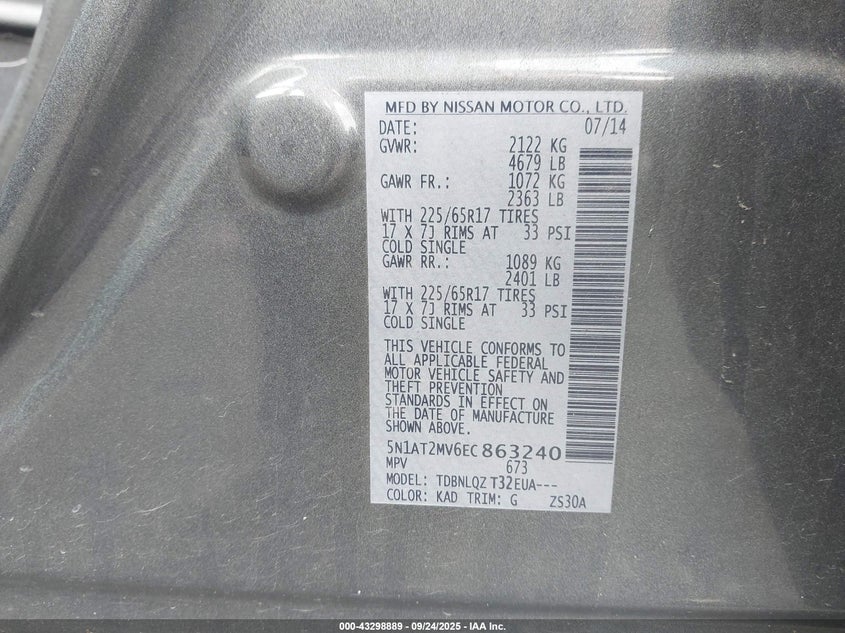 MFD BY NISSAN MOTOR CO., LTD.
DATE: 07/14
GVWR: 2122 KG
4679 LB
GAWR FR.: 1072 KG
2363 LB
WITH 225/65R17 TIRES
17 X 7J RIMS AT 33 PSI
COLD SINGLE
GAWR RR.: 1089 KG
2401 LB
WITH 225/65R17 TIRES
17 X 7J RIMS AT 33 PSI
COLD SINGLE
THIS VEHICLE CONFORMS TO
ALL APPLICABLE FEDERAL
MOTOR VEHICLE SAFETY AND
THEFT PREVENTION
STANDARDS IN EFFECT ON
THE DATE OF MANUFACTURE
SHOWN ABOVE.
5N1AT2MV6EC863240
MPV 673
MODEL: TDBNLQZ T32EUA---
COLOR: KAD TRIM: G ZS30A
000-43298889 - 09/24/2025 - IAA Inc.